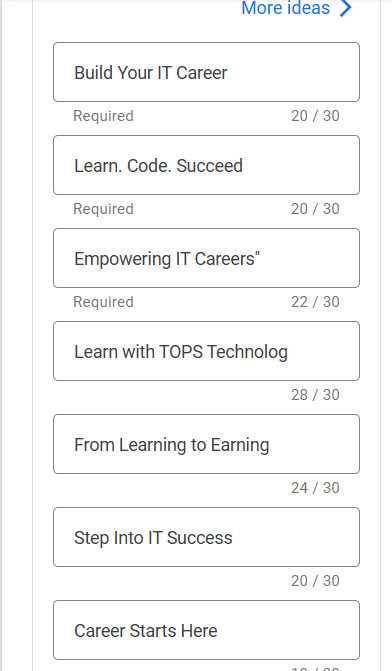 More ideas
Build Your IT Career
Required 20 / 30
Learn. Code. Succeed
Required 20 / 30
Empowering IT Careers"
Required 22 / 30
Learn with TOPS Technolog
28 / 30
From Learning to Earning
24 / 30
Step Into IT Success
20 / 30
Career Starts Here